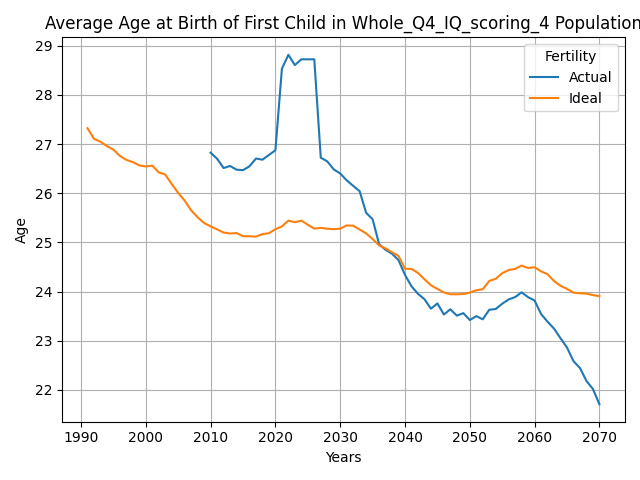 Average Age at Birth of First Child in Whole_Q4_IQ_scoring_4 Population
Fertility
Actual
Ideal
29
28
27
26
25
24
23
22
Age
1990 2000 2010 2020 2030 2040 2050 2060 2070
Years